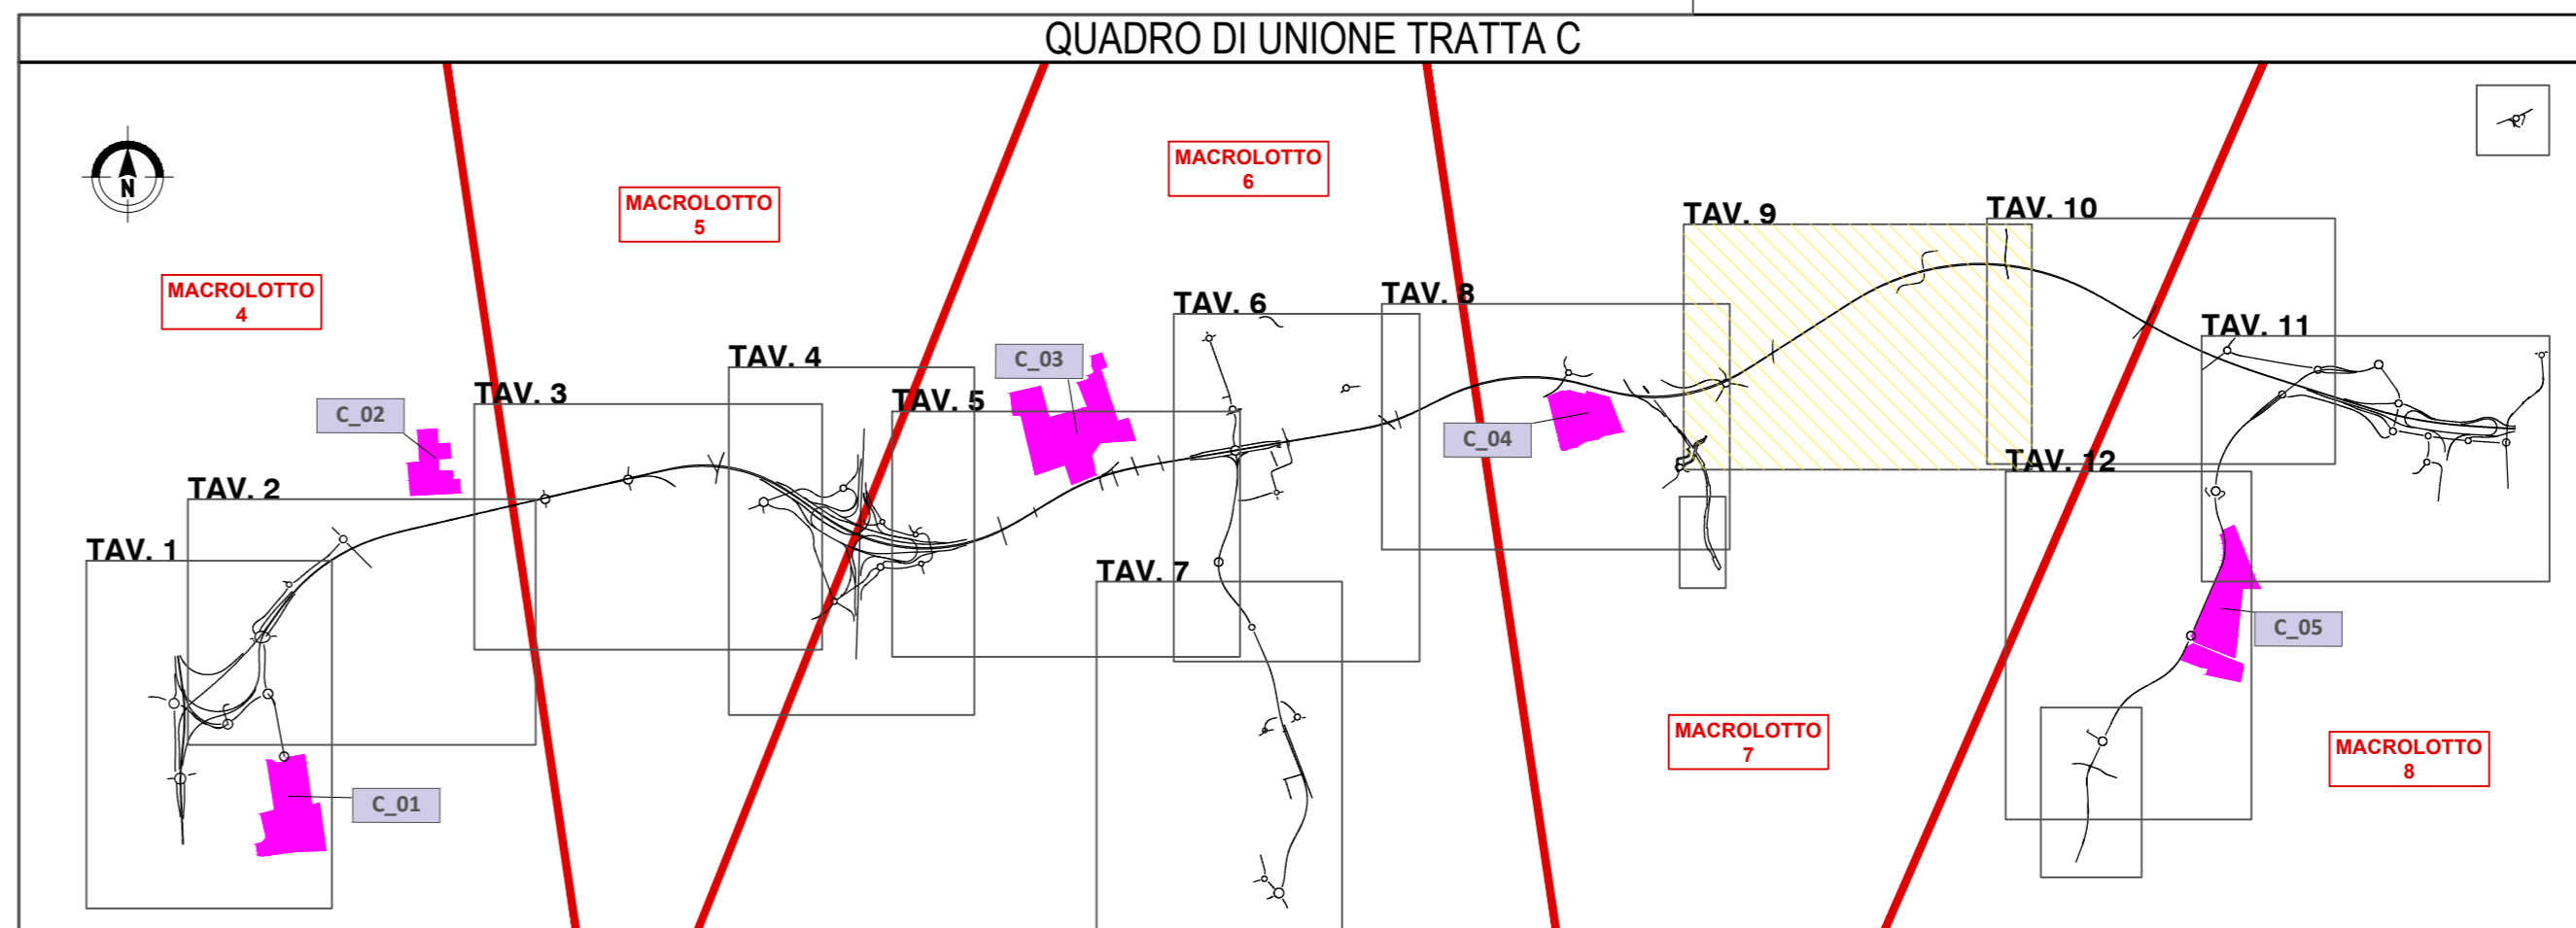 QUADRO DI UNIONE TRATTA C
N
MACROLOTTO
4
MACROLOTTO
5
MACROLOTTO
6
MACROLOTTO
7
MACROLOTTO
8
TAV. 1
TAV. 2
TAV. 3
TAV. 4
TAV. 5
TAV. 6
TAV. 7
TAV. 8
TAV. 9
TAV. 10
TAV. 11
TAV. 12
C_01
C_02
C_03
C_04
C_05